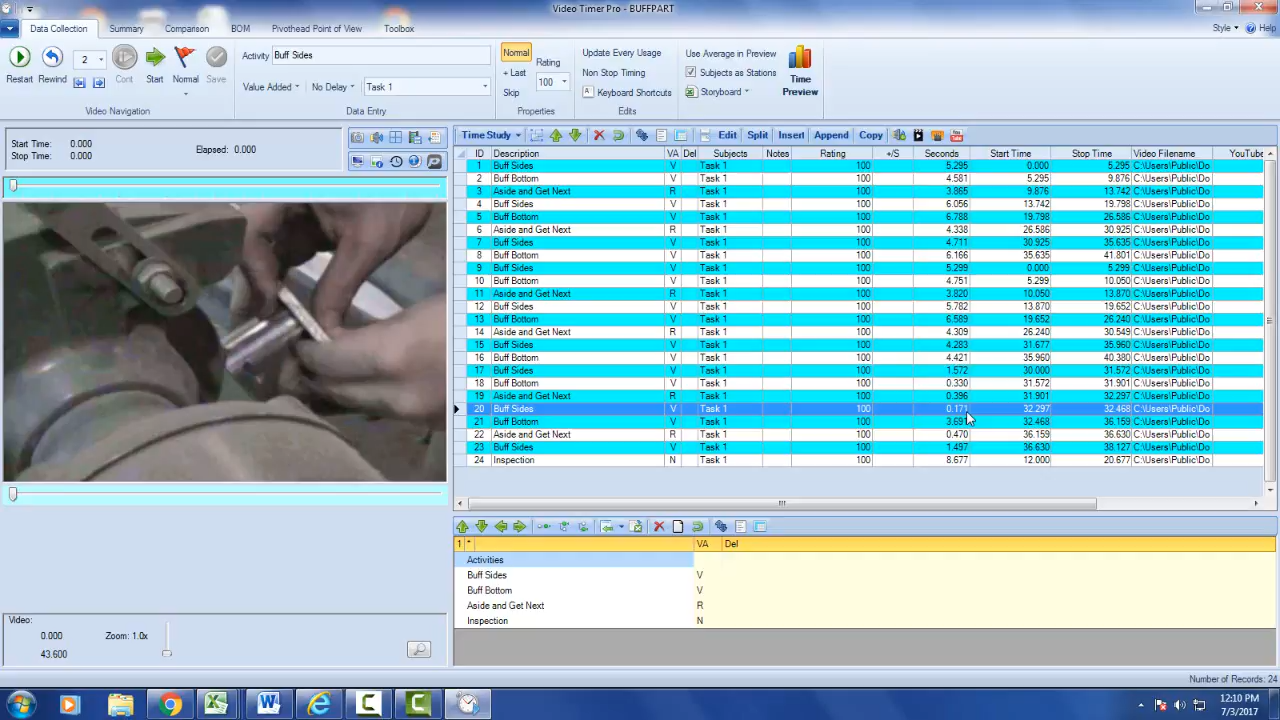 Video Timer Pro - BUFFPART
Data Collection Summary Comparison BOM Pivothead Point of View Toolbox Style Help
Restart Rewind 2 Cont Start Normal Save
Video Navigation
Activity Buff Sides
Value Added No Delay Task 1
Data Entry
Normal
+ Last
Skip
Rating
100
Properties
Update Every Usage
Non Stop Timing
Keyboard Shortcuts
Edits
Use Average in Preview
Subjects as Stations
Storyboard
Time
Preview
Start Time: 0.000
Stop Time: 0.000
Elapsed: 0.000
Time Study Edit Split Insert Append Copy
ID Description VA Del Subjects Notes Rating +/S Seconds Start Time Stop Time Video Filename YouTube
1 Buff Sides V Task 1 100 5.295 0.000 5.295 C:\Users\Public\Do
2 Buff Bottom V Task 1 100 4.581 5.295 9.876 C:\Users\Public\Do
3 Aside and Get Next R Task 1 100 3.865 9.876 13.742 C:\Users\Public\Do
4 Buff Sides V Task 1 100 6.056 13.742 19.798 C:\Users\Public\Do
5 Buff Bottom V Task 1 100 6.788 19.798 26.586 C:\Users\Public\Do
6 Aside and Get Next R Task 1 100 4.338 26.586 30.925 C:\Users\Public\Do
7 Buff Sides V Task 1 100 4.711 30.925 35.635 C:\Users\Public\Do
8 Buff Bottom V Task 1 100 6.166 35.635 41.801 C:\Users\Public\Do
9 Buff Sides V Task 1 100 5.299 0.000 5.299 C:\Users\Public\Do
10 Buff Bottom V Task 1 100 4.751 5.299 10.050 C:\Users\Public\Do
11 Aside and Get Next R Task 1 100 3.820 10.050 13.870 C:\Users\Public\Do
12 Buff Sides V Task 1 100 5.782 13.870 19.652 C:\Users\Public\Do
13 Buff Bottom V Task 1 100 6.589 19.652 26.240 C:\Users\Public\Do
14 Aside and Get Next R Task 1 100 4.309 26.240 30.549 C:\Users\Public\Do
15 Buff Sides V Task 1 100 4.283 31.677 35.960 C:\Users\Public\Do
16 Buff Bottom V Task 1 100 4.421 35.960 40.380 C:\Users\Public\Do
17 Buff Sides V Task 1 100 1.572 30.000 31.572 C:\Users\Public\Do
18 Buff Bottom V Task 1 100 0.330 31.572 31.901 C:\Users\Public\Do
19 Aside and Get Next R Task 1 100 0.396 31.901 32.297 C:\Users\Public\Do
20 Buff Sides V Task 1 100 0.171 32.297 32.468 C:\Users\Public\Do
21 Buff Bottom V Task 1 100 3.691 32.468 36.159 C:\Users\Public\Do
22 Aside and Get Next R Task 1 100 0.470 36.159 36.630 C:\Users\Public\Do
23 Buff Sides V Task 1 100 1.497 36.630 38.127 C:\Users\Public\Do
24 Inspection N Task 1 100 8.677 12.000 20.677 C:\Users\Public\Do
1 * VA Del
Activities
Buff Sides V
Buff Bottom V
Aside and Get Next R
Inspection N
Video:
0.000
43.600
Zoom: 1.0x
Number of Records: 24
12:10 PM
7/3/2017